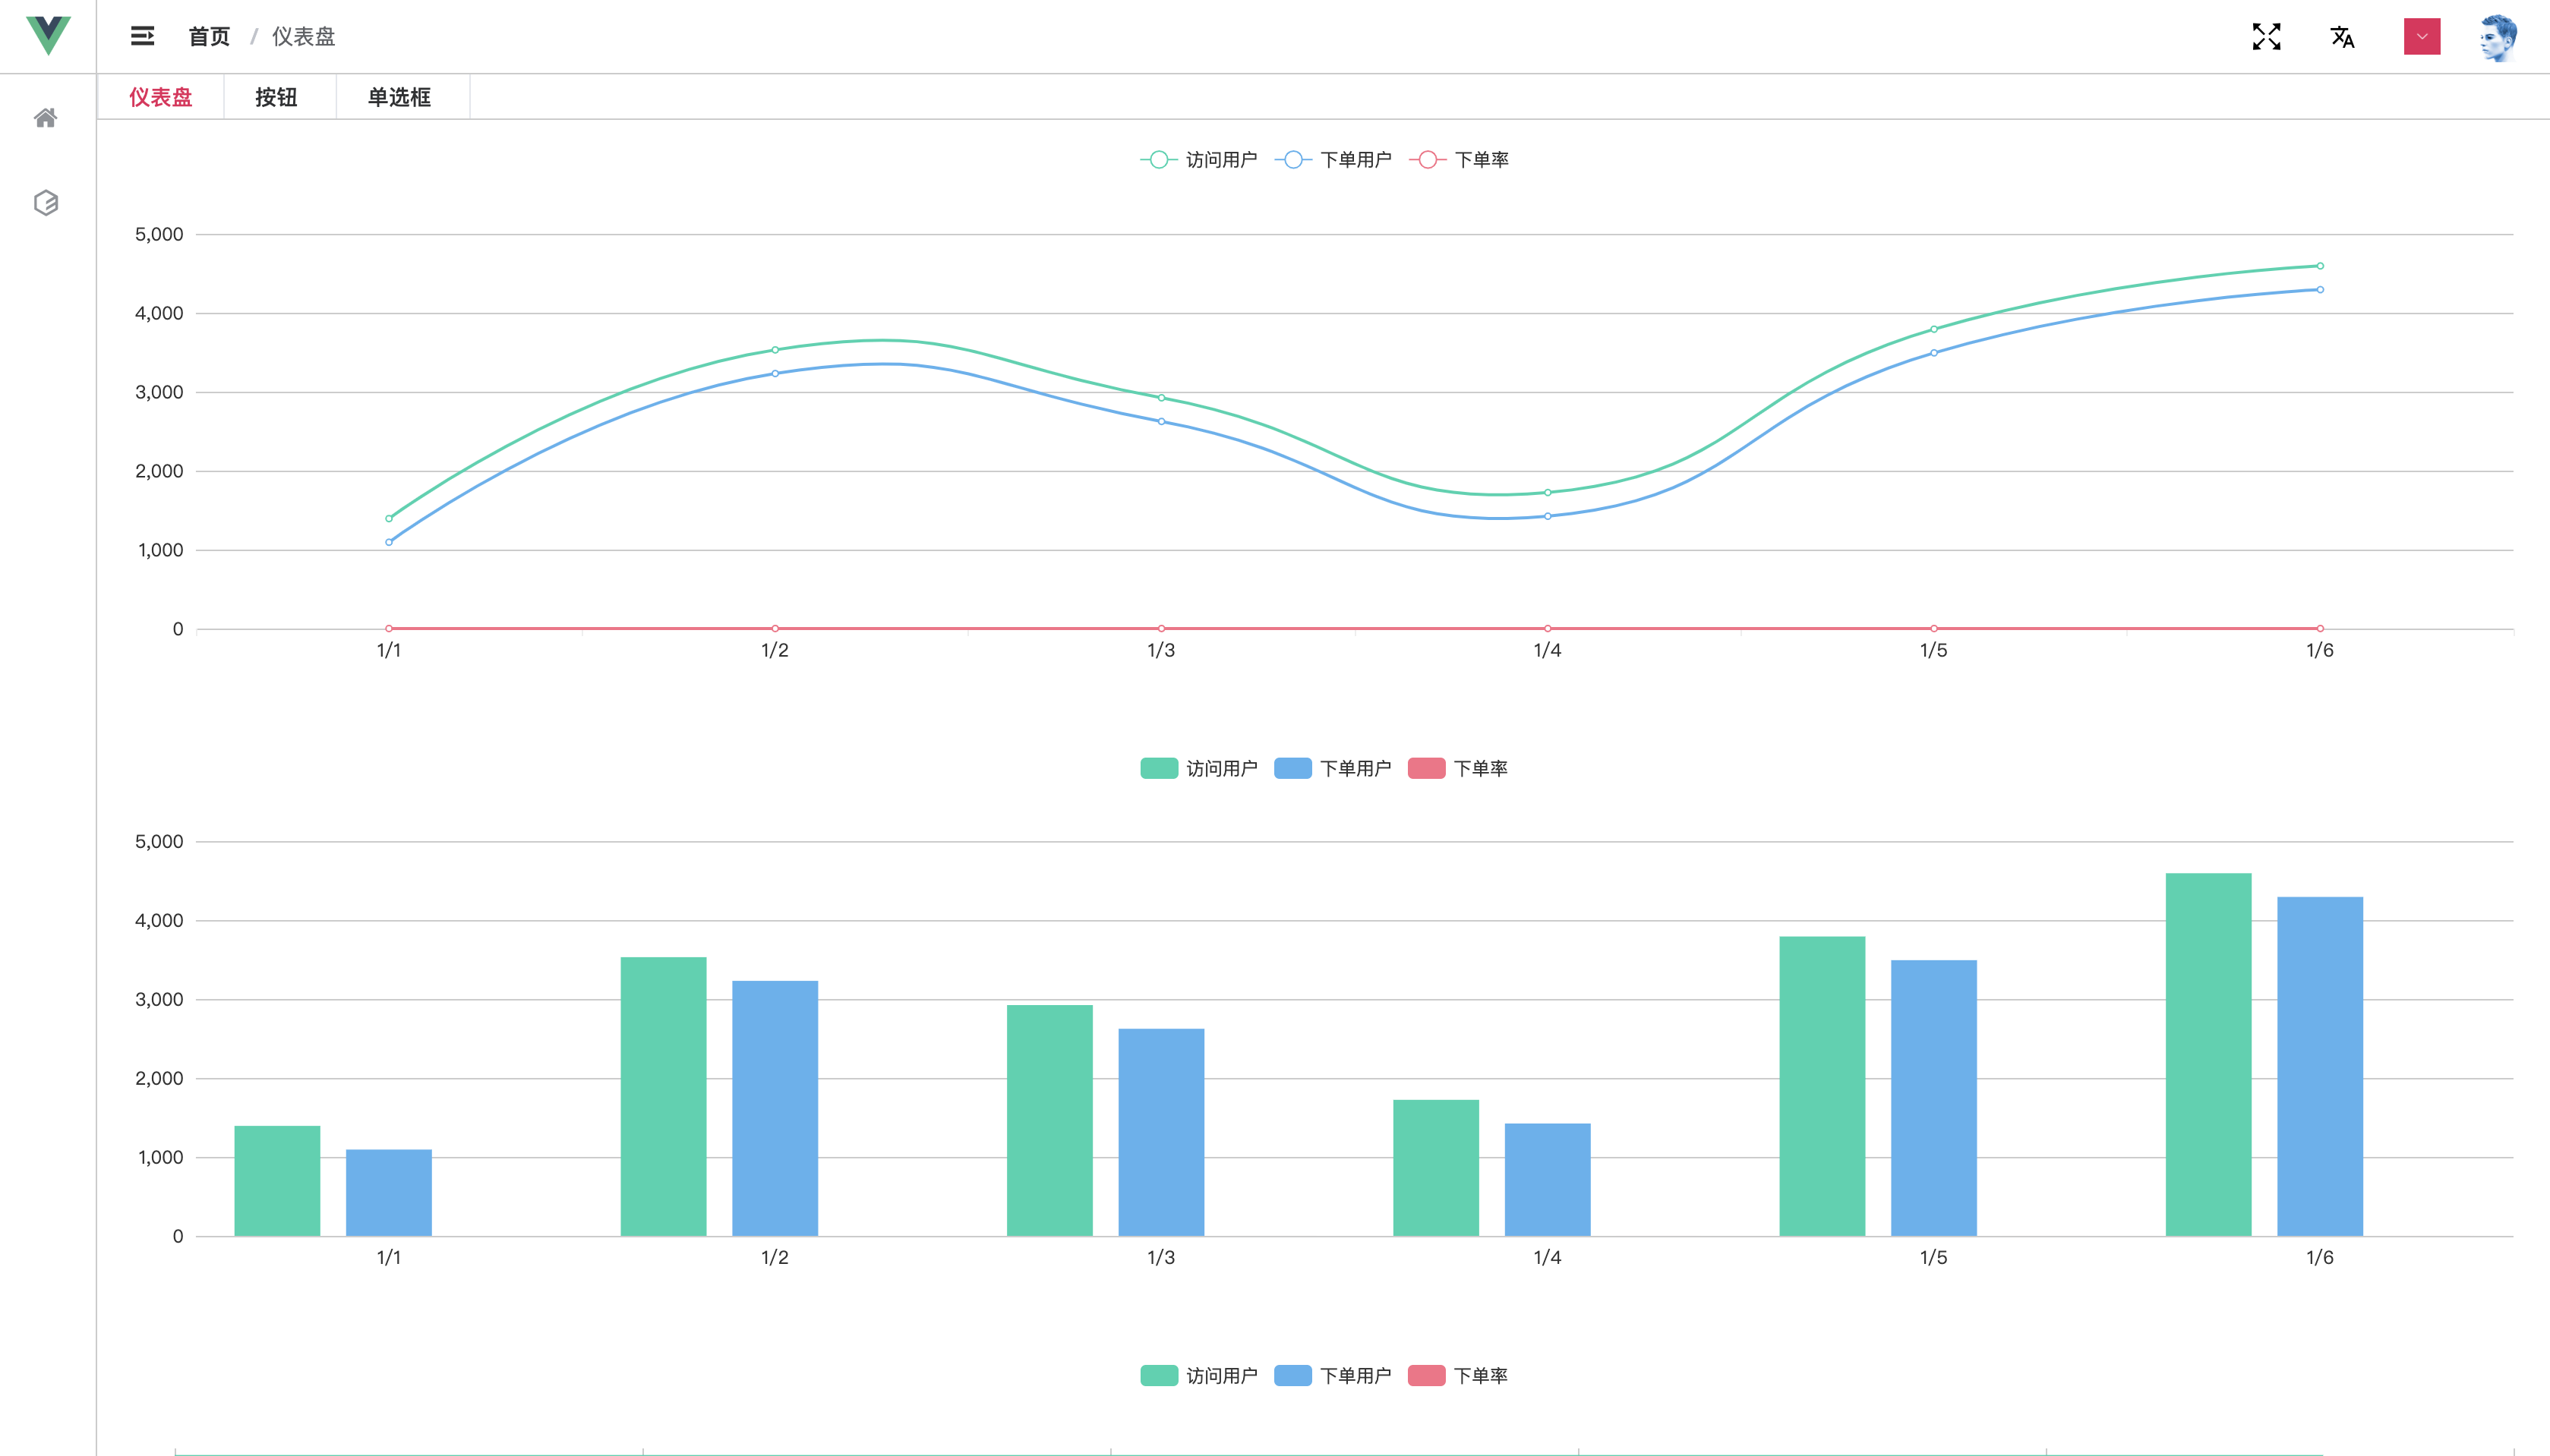 首页 / 仪表盘
仪表盘 按钮 单选框
访问用户 下单用户 下单率
5,000
4,000
3,000
2,000
1,000
0
1/1 1/2 1/3 1/4 1/5 1/6
访问用户 下单用户 下单率
5,000
4,000
3,000
2,000
1,000
0
1/1 1/2 1/3 1/4 1/5 1/6
访问用户 下单用户 下单率